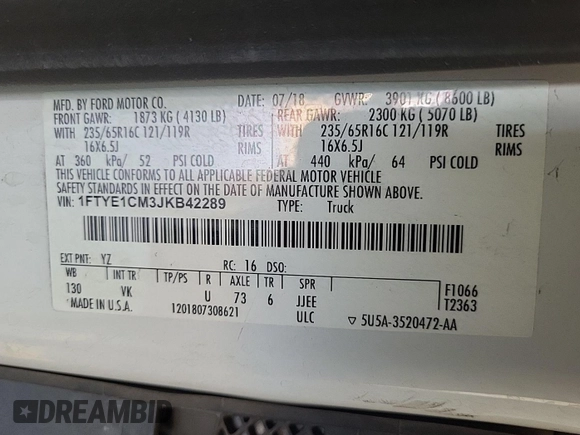 MFD. BY FORD MOTOR CO. DATE: 07/18 GVWR: 3901 KG ( 8600 LB)
FRONT GAWR: 1873 KG ( 4130 LB) REAR GAWR: 2300 KG ( 5070 LB)
WITH 235/65R16C 121/119R TIRES WITH 235/65R16C 121/119R TIRES
16X6.5J RIMS 16X6.5J RIMS
AT 360 kPa/ 52 PSI COLD AT 440 kPa/ 64 PSI COLD
THIS VEHICLE CONFORMS TO ALL APPLICABLE FEDERAL MOTOR VEHICLE
SAFETY STANDARDS IN EFFECT ON THE DATE OF MANUFACTURE SHOWN ABOVE.
VIN: 1FTYE1CM3JKB42289 TYPE: Truck
EXT PNT: YZ RC: 16 DSO:
WB INT TR TP/PS R AXLE TR SPR F1066
130 VK U 73 6 JJEE T2363
MADE IN U.S.A. 1201807308621 ULC 5U5A-3520472-AA
DREAMBID